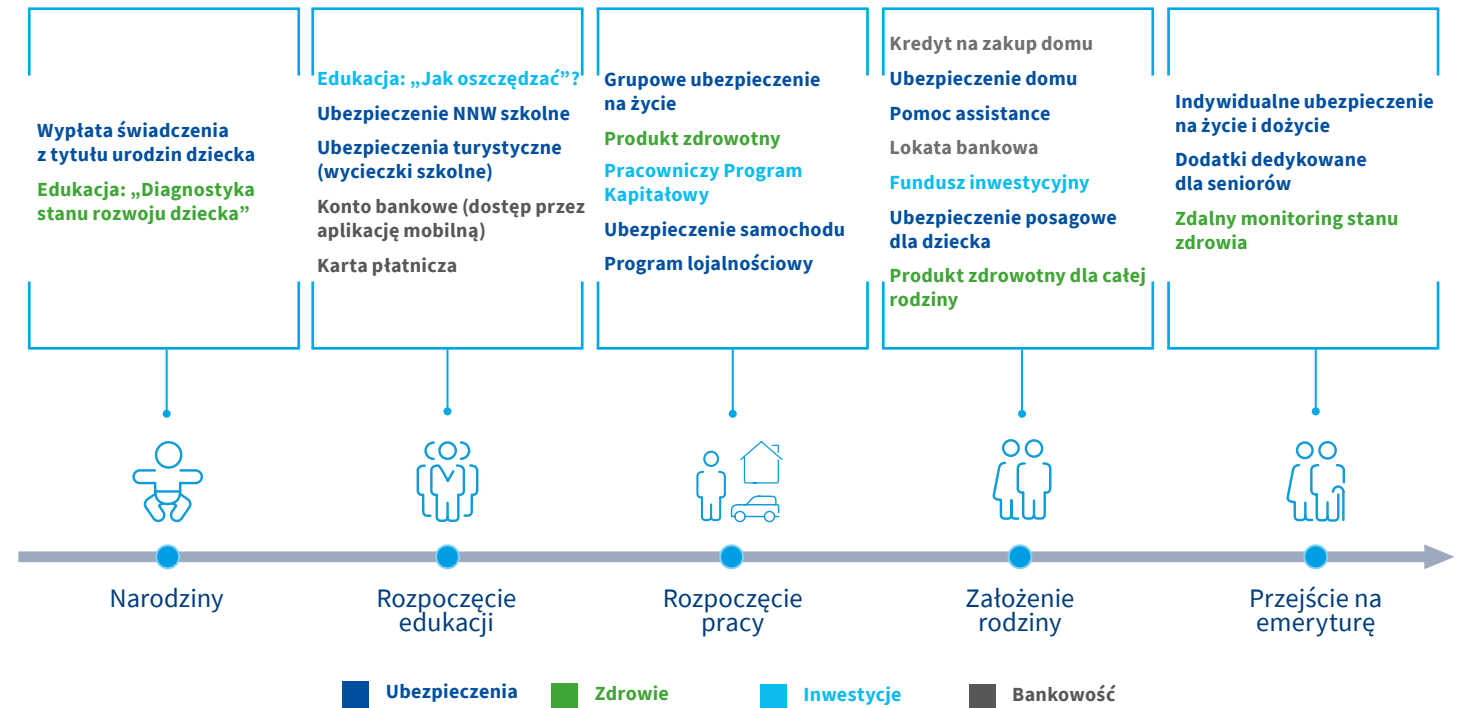 Wypłata świadczenia
z tytułu urodzin dziecka
Edukacja: „Diagnostyka
stanu rozwoju dziecka”
Edukacja: „Jak oszczędzać”?
Ubezpieczenie NNW szkolne
Ubezpieczenia turystyczne
(wycieczki szkolne)
Konto bankowe (dostęp przez
aplikację mobilną)
Karta płatnicza
Grupowe ubezpieczenie
na życie
Produkt zdrowotny
Pracowniczy Program
Kapitałowy
Ubezpieczenie samochodu
Program lojalnościowy
Kredyt na zakup domu
Ubezpieczenie domu
Pomoc assistance
Lokata bankowa
Fundusz inwestycyjny
Ubezpieczenie posagowe
dla dziecka
Produkt zdrowotny dla całej
rodziny
Indywidualne ubezpieczenie
na życie i dożycie
Dodatki dedykowane
dla seniorów
Zdalny monitoring stanu
zdrowia
Narodziny
Rozpoczęcie
edukacji
Rozpoczęcie
pracy
Założenie
rodziny
Przejście na
emeryturę
Ubezpieczenia
Zdrowie
Inwestycje
Bankowość